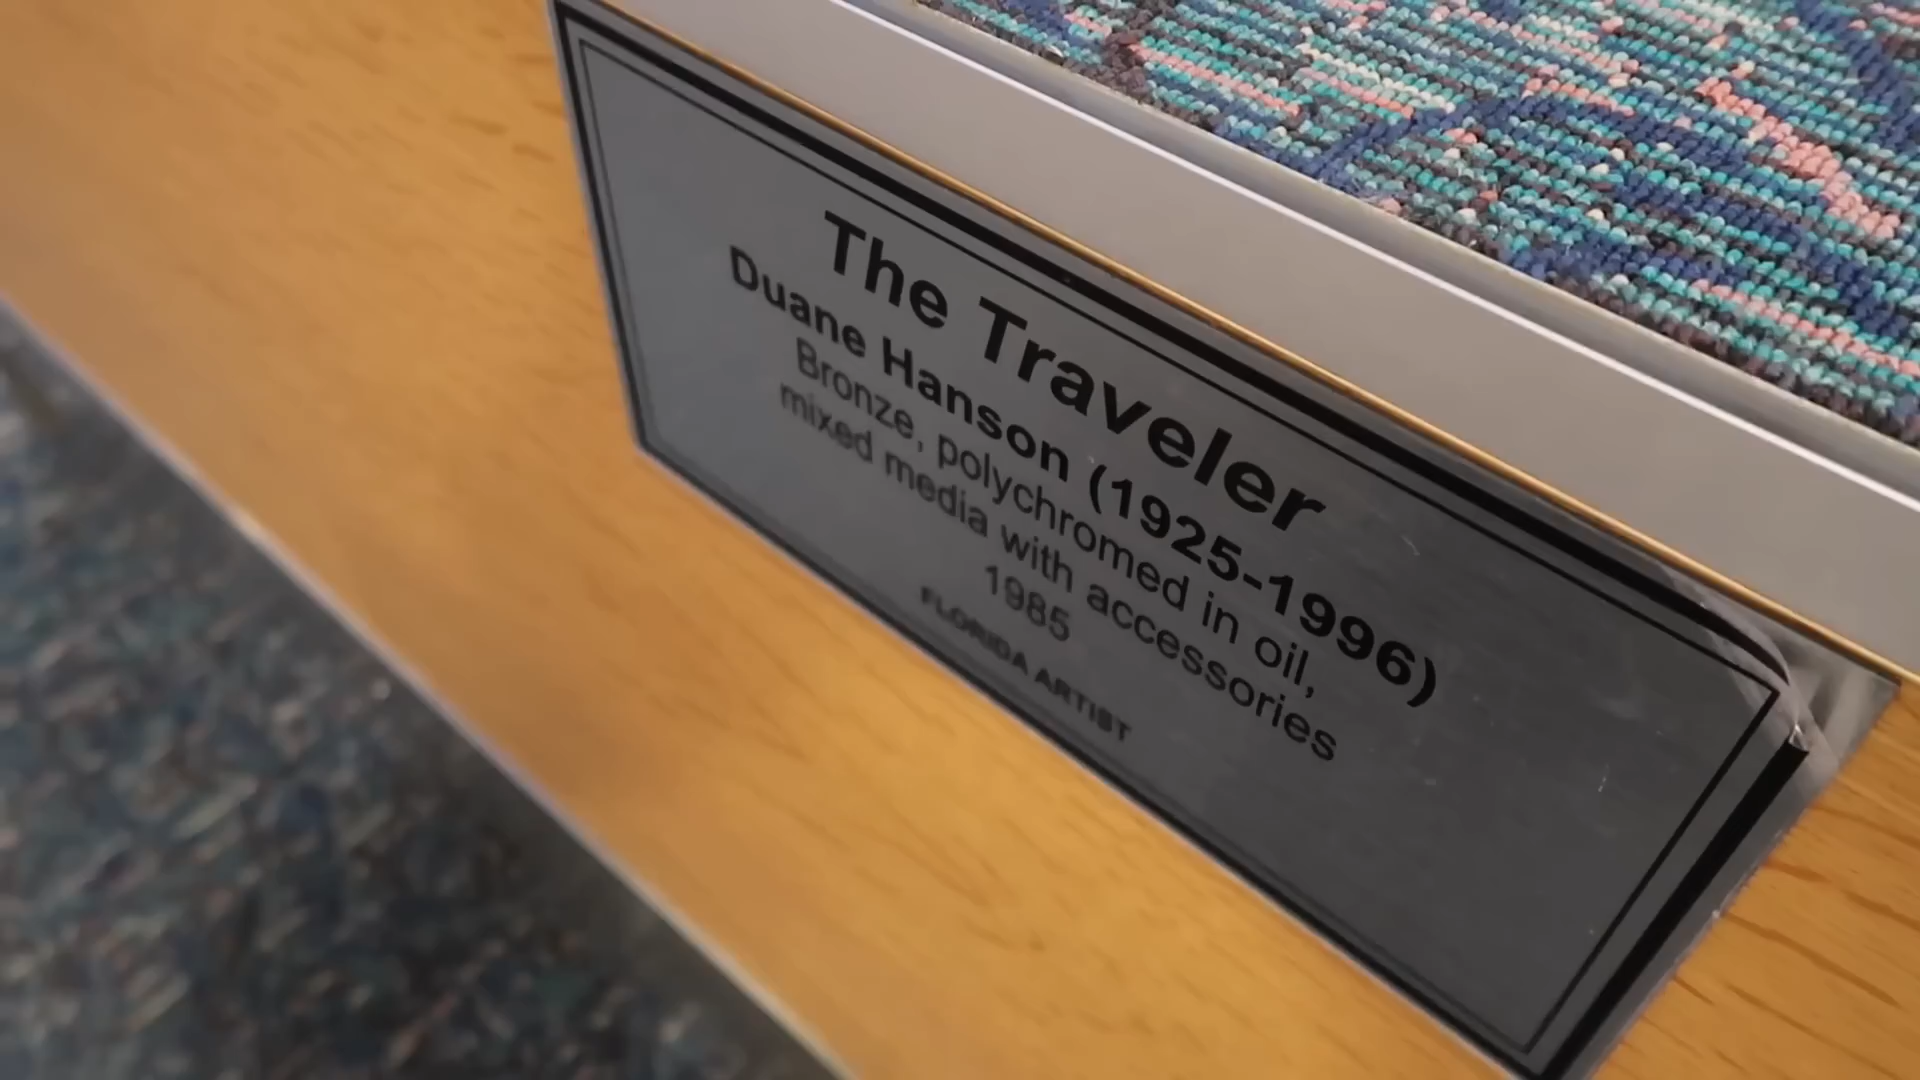 The Traveler
Duane Hanson (1925-1996)
Bronze, polychromed in oil,
mixed media with accessories
1985
FLORIDA ARTIST